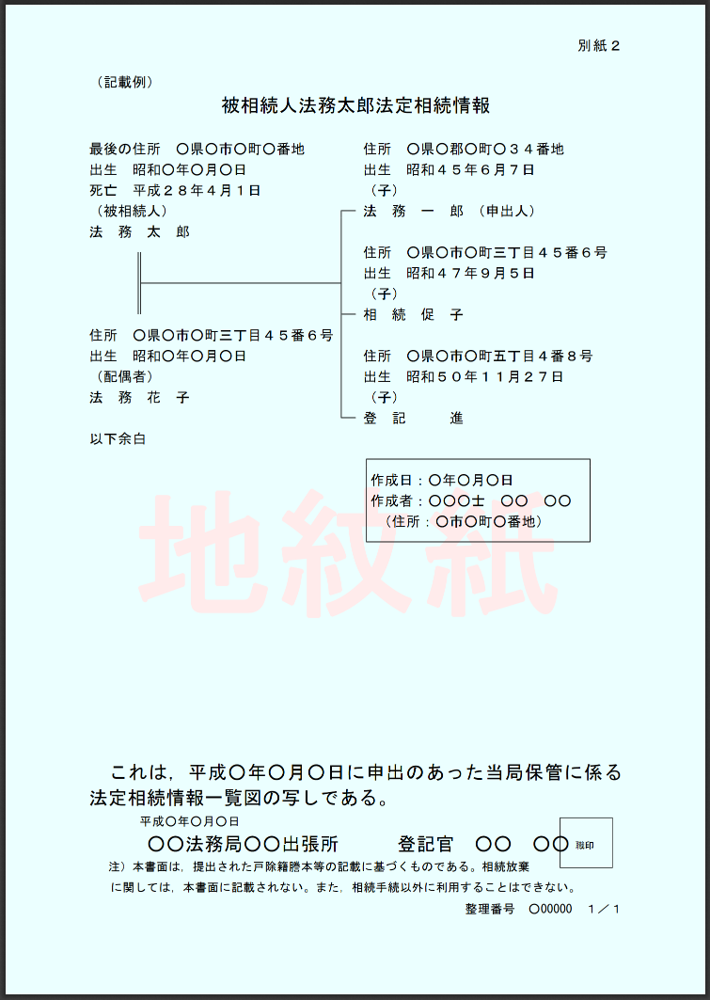 別紙２
（記載例）
被相続人法務太郎法定相続情報
最後の住所　〇県〇市〇町〇番地
出生　昭和〇年〇月〇日
死亡　平成２８年４月１日
（被相続人）
法　務　太　郎
住所　〇県〇市〇町三丁目４５番６号
出生　昭和〇年〇月〇日
（配偶者）
法　務　花　子
以下余白
住所　〇県〇郡〇町〇３４番地
出生　昭和４５年６月７日
（子）
法　務　一　郎　（申出人）
住所　〇県〇市〇町三丁目４５番６号
出生　昭和４７年９月５日
（子）
相　続　促　子
住所　〇県〇市〇町五丁目４番８号
出生　昭和５０年１１月２７日
（子）
登　記　　　進
作成日：〇年〇月〇日
作成者：〇〇〇士　〇〇　〇〇
（住所：〇市〇町〇番地）
地紋紙
これは，平成〇年〇月〇日に申出のあった当局保管に係る
法定相続情報一覧図の写しである。
平成〇年〇月〇日
〇〇法務局〇〇出張所　　　登記官　〇〇　〇〇
職印
注）本書面は，提出された戸除籍謄本等の記載に基づくものである。相続放棄
に関しては，本書面に記載されない。また，相続手続以外に利用することはできない。
整理番号　〇00000　１／１